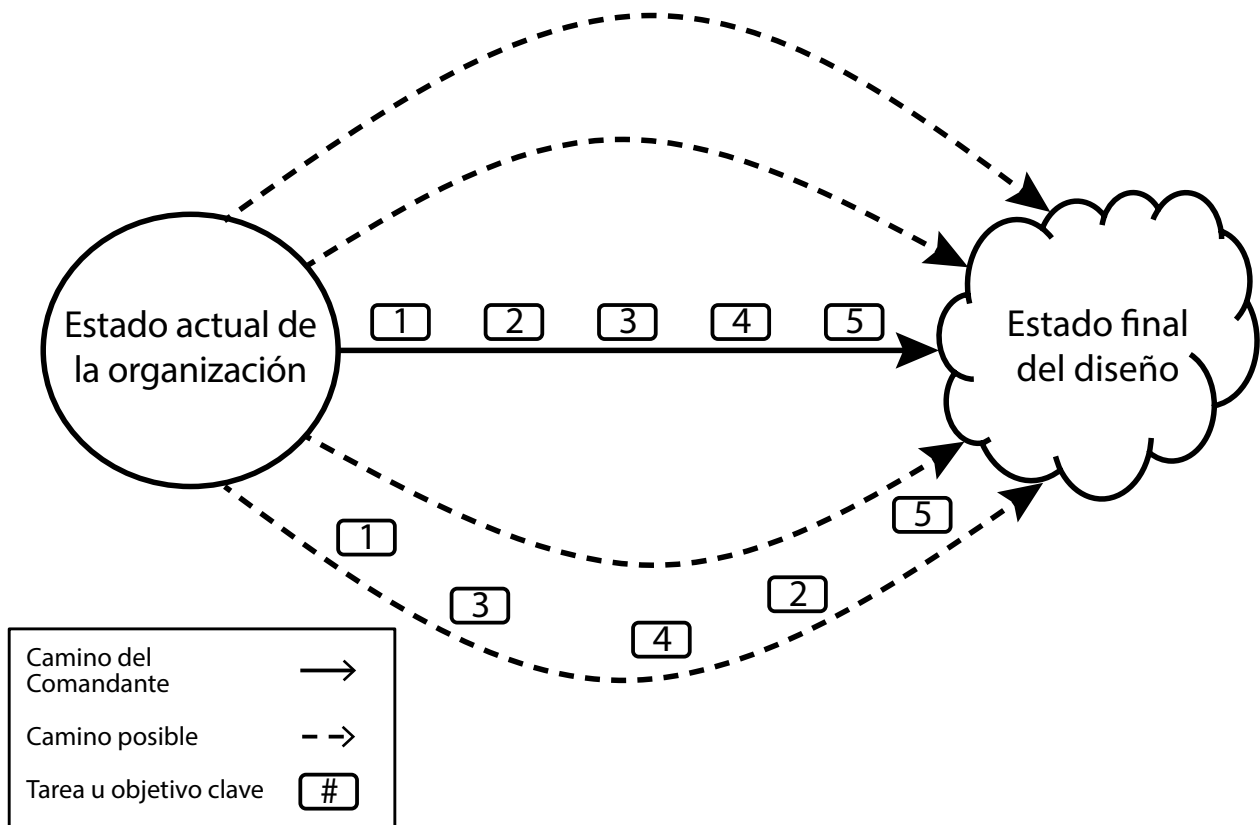 Estado actual de
la organización
1 2 3 4 5
Estado final
del diseño
1
3
4
2
5
Camino del
Comandante
Camino posible
Tarea u objetivo clave #